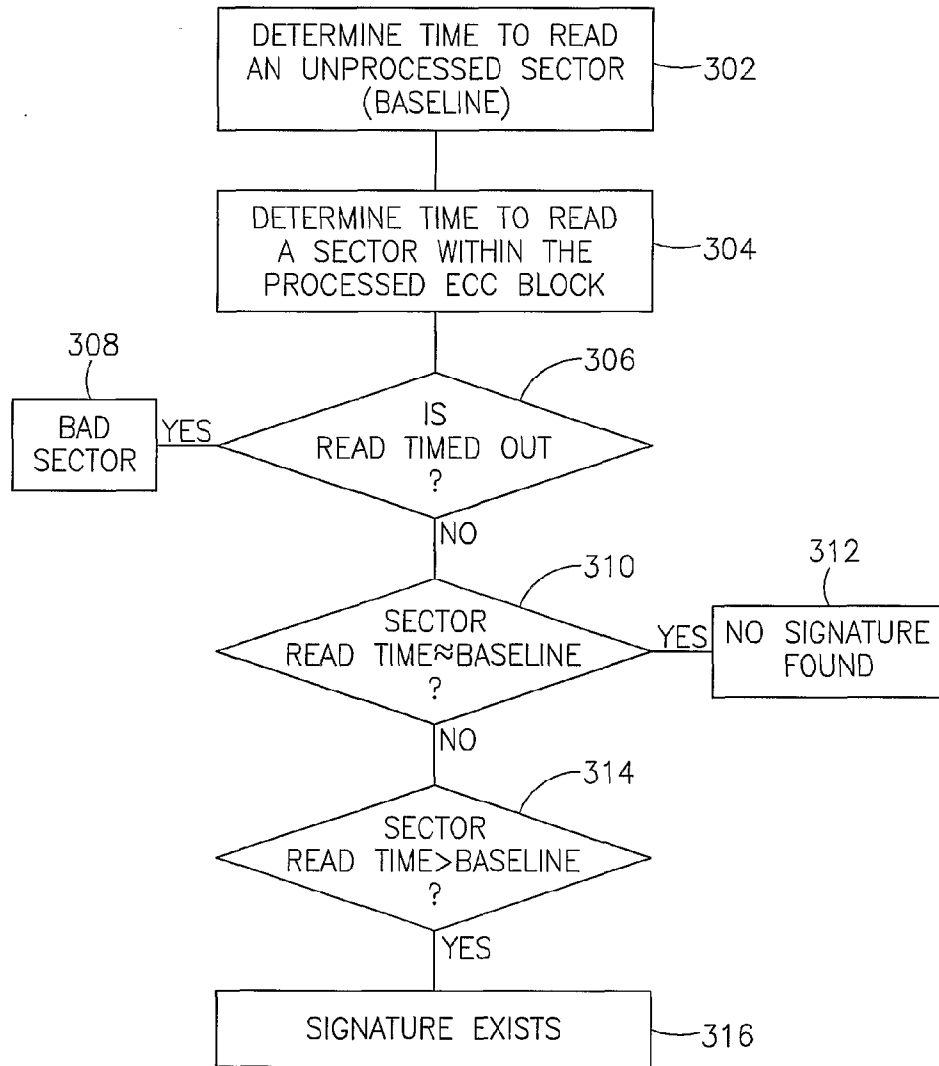 DETERMINE TIME TO READ
AN UNPROCESSED SECTOR
(BASELINE)
302
DETERMINE TIME TO READ
A SECTOR WITHIN THE
PROCESSED ECC BLOCK
304
308
306
BAD
SECTOR
YES
IS
READ TIMED OUT
?
NO
310
312
SECTOR
READ TIME≈BASELINE
?
YES
NO SIGNATURE
FOUND
NO
314
SECTOR
READ TIME>BASELINE
?
YES
SIGNATURE EXISTS
316